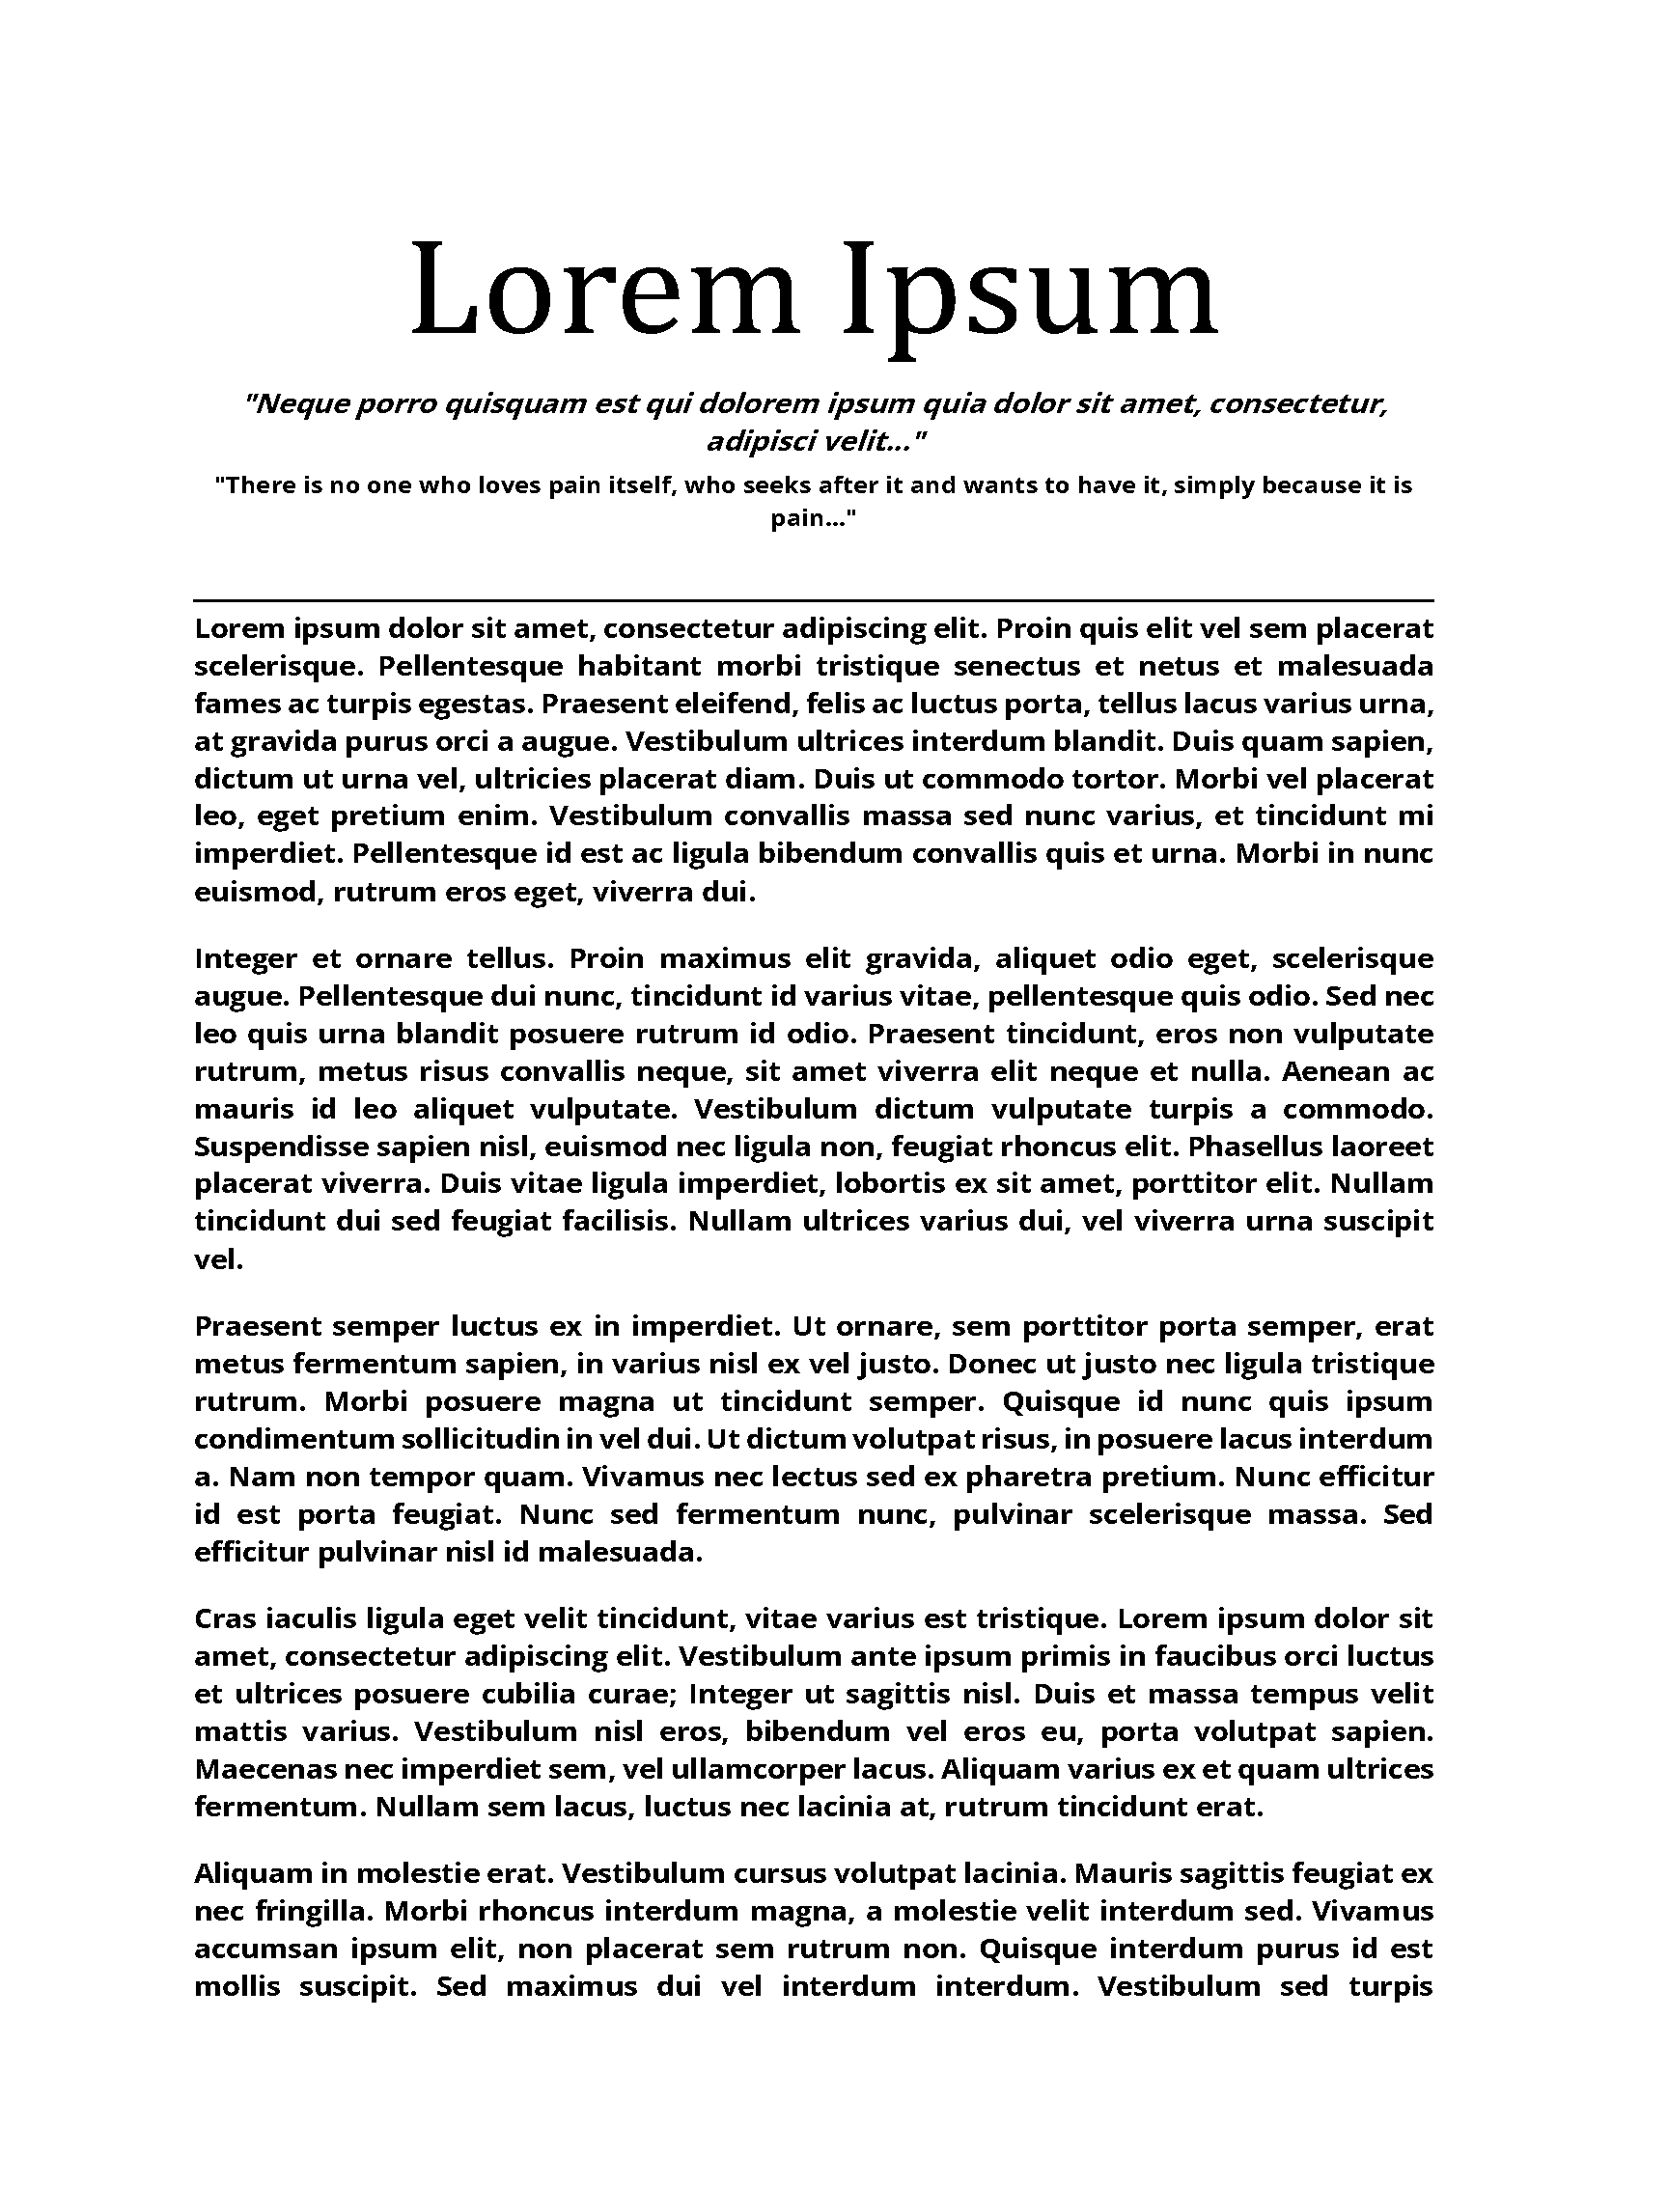 Lorem Ipsum
"Neque porro quisquam est qui dolorem ipsum quia dolor sit amet, consectetur,
adipisci velit..."
"There is no one who loves pain itself, who seeks after it and wants to have it, simply because it is
pain..."
Lorem ipsum dolor sit amet, consectetur adipiscing elit. Proin quis elit vel sem placerat
scelerisque. Pellentesque habitant morbi tristique senectus et netus et malesuada
fames ac turpis egestas. Praesent eleifend, felis ac luctus porta, tellus lacus varius urna,
at gravida purus orci a augue. Vestibulum ultrices interdum blandit. Duis quam sapien,
dictum ut urna vel, ultricies placerat diam. Duis ut commodo tortor. Morbi vel placerat
leo, eget pretium enim. Vestibulum convallis massa sed nunc varius, et tincidunt mi
imperdiet. Pellentesque id est ac ligula bibendum convallis quis et urna. Morbi in nunc
euismod, rutrum eros eget, viverra dui.
Integer et ornare tellus. Proin maximus elit gravida, aliquet odio eget, scelerisque
augue. Pellentesque dui nunc, tincidunt id varius vitae, pellentesque quis odio. Sed nec
leo quis urna blandit posuere rutrum id odio. Praesent tincidunt, eros non vulputate
rutrum, metus risus convallis neque, sit amet viverra elit neque et nulla. Aenean ac
mauris id leo aliquet vulputate. Vestibulum dictum vulputate turpis a commodo.
Suspendisse sapien nisl, euismod nec ligula non, feugiat rhoncus elit. Phasellus laoreet
placerat viverra. Duis vitae ligula imperdiet, lobortis ex sit amet, porttitor elit. Nullam
tincidunt dui sed feugiat facilisis. Nullam ultrices varius dui, vel viverra urna suscipit
vel.
Praesent semper luctus ex in imperdiet. Ut ornare, sem porttitor porta semper, erat
metus fermentum sapien, in varius nisl ex vel justo. Donec ut justo nec ligula tristique
rutrum. Morbi posuere magna ut tincidunt semper. Quisque id nunc quis ipsum
condimentum sollicitudin in vel dui. Ut dictum volutpat risus, in posuere lacus interdum
a. Nam non tempor quam. Vivamus nec lectus sed ex pharetra pretium. Nunc efficitur
id est porta feugiat. Nunc sed fermentum nunc, pulvinar scelerisque massa. Sed
efficitur pulvinar nisl id malesuada.
Cras iaculis ligula eget velit tincidunt, vitae varius est tristique. Lorem ipsum dolor sit
amet, consectetur adipiscing elit. Vestibulum ante ipsum primis in faucibus orci luctus
et ultrices posuere cubilia curae; Integer ut sagittis nisl. Duis et massa tempus velit
mattis varius. Vestibulum nisl eros, bibendum vel eros eu, porta volutpat sapien.
Maecenas nec imperdiet sem, vel ullamcorper lacus. Aliquam varius ex et quam ultrices
fermentum. Nullam sem lacus, luctus nec lacinia at, rutrum tincidunt erat.
Aliquam in molestie erat. Vestibulum cursus volutpat lacinia. Mauris sagittis feugiat ex
nec fringilla. Morbi rhoncus interdum magna, a molestie velit interdum sed. Vivamus
accumsan ipsum elit, non placerat sem rutrum non. Quisque interdum purus id est
mollis suscipit. Sed maximus dui vel interdum interdum. Vestibulum sed turpis